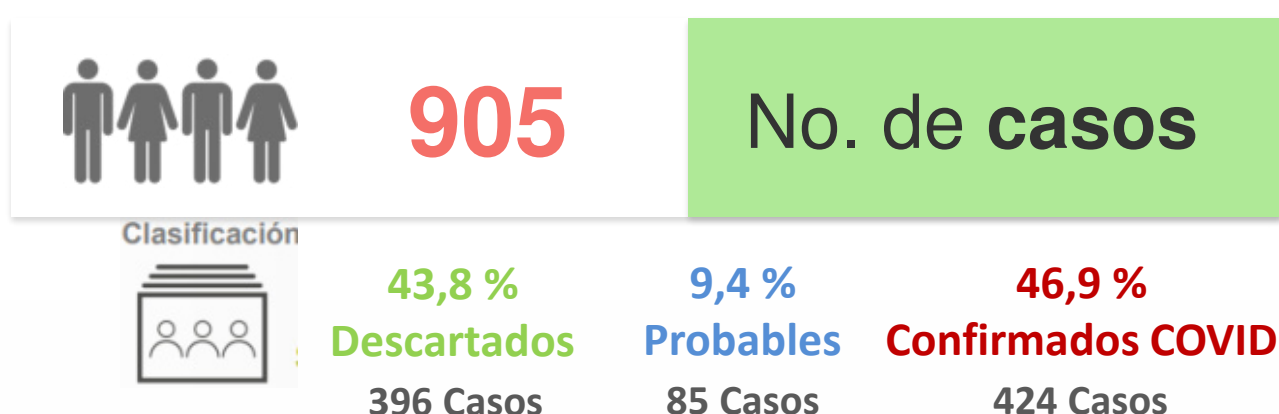 905
No. de casos
Clasificación
43,8 %
Descartados
396 Casos
9,4 %
Probables
85 Casos
46,9 %
Confirmados COVID
424 Casos